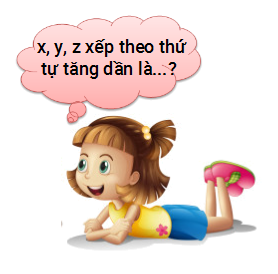 x, y, z xếp theo thứ
tự tăng dần là...?